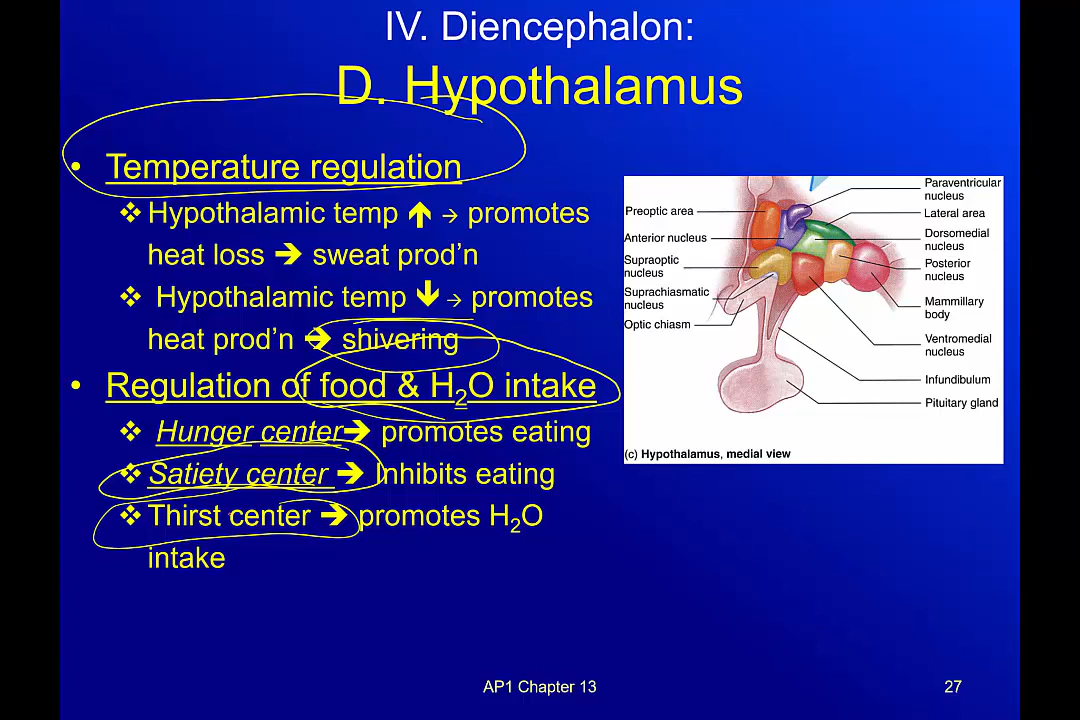 IV. Diencephalon:
D. Hypothalamus
• Temperature regulation
❖ Hypothalamic temp 🡹 → promotes
heat loss ➔ sweat prod'n
❖ Hypothalamic temp 🡻 → promotes
heat prod'n ➔ shivering
• Regulation of food & H₂O intake
❖ Hunger center➔ promotes eating
❖ Satiety center ➔ Inhibits eating
❖ Thirst center ➔ promotes H₂O
intake
Preoptic area
Anterior nucleus
Supraoptic
nucleus
Suprachiasmatic
nucleus
Optic chiasm
Paraventricular
nucleus
Lateral area
Dorsomedial
nucleus
Posterior
nucleus
Mammillary
body
Ventromedial
nucleus
Infundibulum
Pituitary gland
(c) Hypothalamus, medial view
AP1 Chapter 13
27